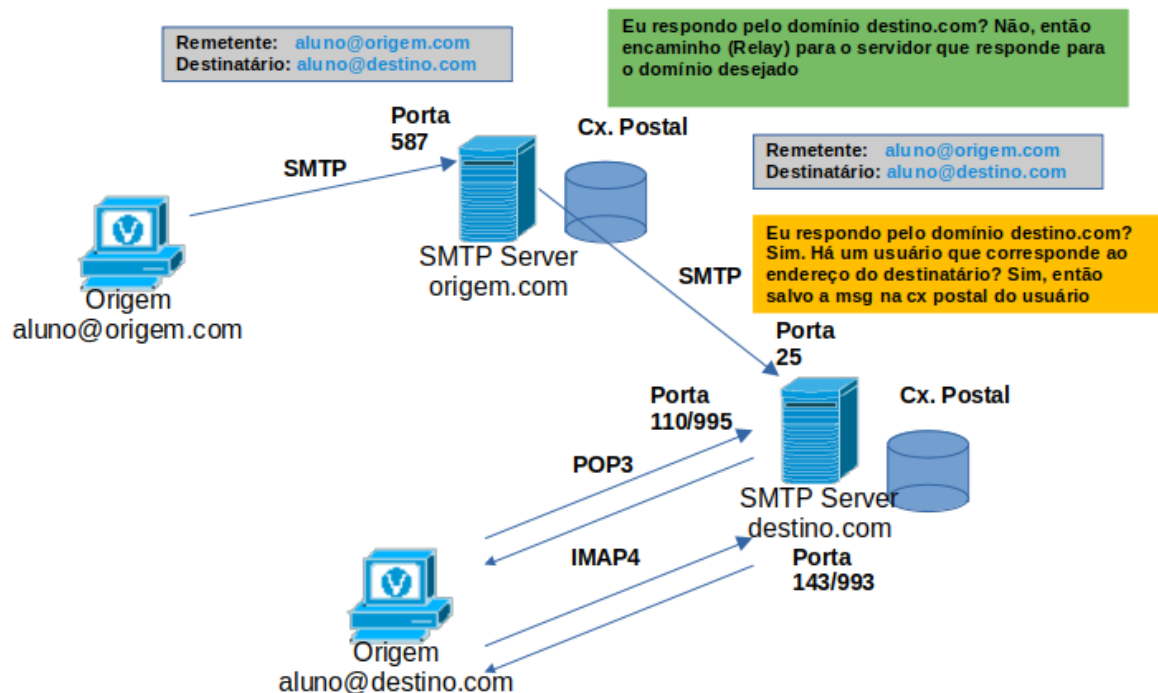 Remetente: aluno@origem.com
Destinatário: aluno@destino.com
Eu respondo pelo domínio destino.com? Não, então
encaminho (Relay) para o servidor que responde para
o domínio desejado
Porta
587
Cx. Postal
SMTP
Remetente: aluno@origem.com
Destinatário: aluno@destino.com
SMTP Server
origem.com
Origem
aluno@origem.com
SMTP
Eu respondo pelo domínio destino.com?
Sim. Há um usuário que corresponde ao
endereço do destinatário? Sim, então
salvo a msg na cx postal do usuário
Porta
25
Porta
110/995
Cx. Postal
POP3
SMTP Server
destino.com
IMAP4
Porta
143/993
Origem
aluno@destino.com